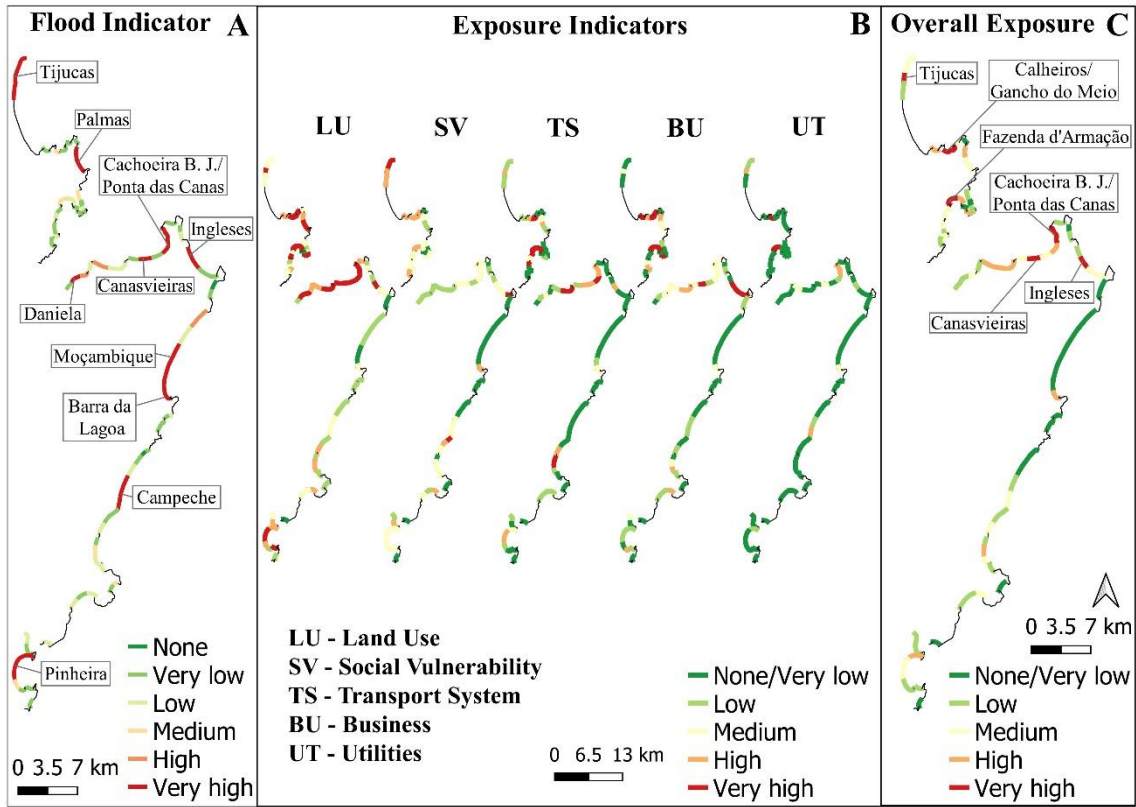 Flood Indicator A
Tijucas
Palmas
Cachoeira B. J./
Ponta das Canas
Ingleses
Canasvieiras
Daniela
Moçambique
Barra da
Lagoa
Campeche
Pinheira
None
Very low
Low
Medium
High
Very high
0 3.5 7 km
Exposure Indicators B
LU SV TS BU UT
LU - Land Use
SV - Social Vulnerability
TS - Transport System
BU - Business
UT - Utilities
0 6.5 13 km
None/Very low
Low
Medium
High
Very high
Overall Exposure C
Tijucas
Calheiros/
Gancho do Meio
Fazenda d'Armação
Cachoeira B. J./
Ponta das Canas
Ingleses
Canasvieiras
0 3.5 7 km
None/Very low
Low
Medium
High
Very high